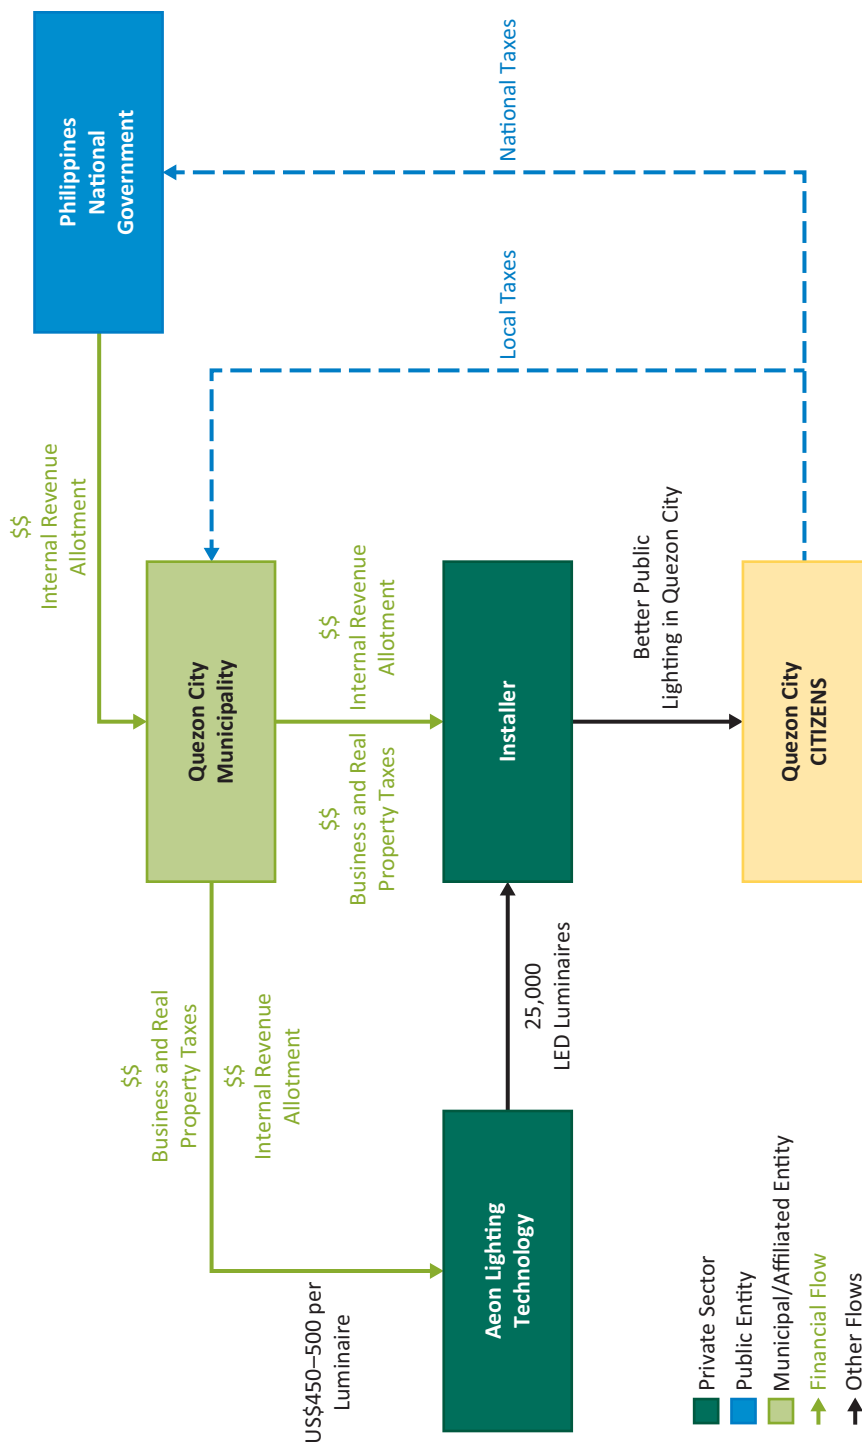 Philippines
National
Government
$$
Internal Revenue
Allotment
National Taxes
Local Taxes
Quezon City
Municipality
$$
Business and Real
Property Taxes
$$
Internal Revenue
Allotment
US$450–500 per
Luminaire
$$
Internal Revenue
Allotment
$$
Business and Real
Property Taxes
Aeon Lighting
Technology
25,000
LED Luminaires
Installer
Better Public
Lighting in Quezon City
Quezon City
CITIZENS
Private Sector
Public Entity
Municipal/Affiliated Entity
Financial Flow
Other Flows